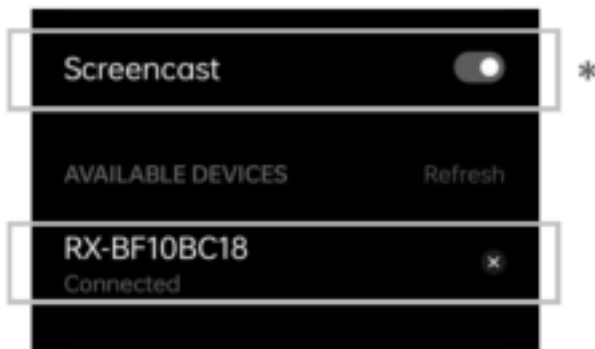 Screencast
*
AVAILABLE DEVICES Refresh
RX-BF10BC18
Connected